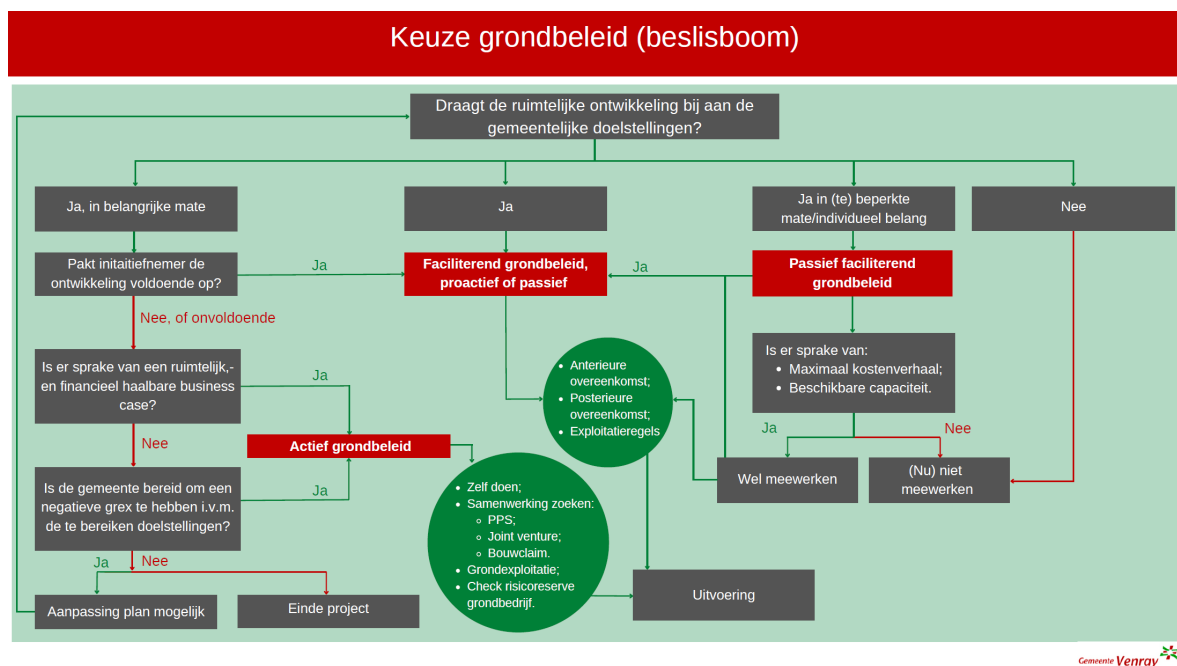 Keuze grondbeleid (beslisboom)
Draagt de ruimtelijke ontwikkeling bij aan de
gemeentelijke doelstellingen?
Ja, in belangrijke mate
Ja
Ja in (te) beperkte
mate/individueel belang
Nee
Pakt initaitiefnemer de
ontwikkeling voldoende op?
Ja
Faciliterend grondbeleid,
proactief of passief
Ja
Passief faciliterend
grondbeleid
Nee, of onvoldoende
Is er sprake van een ruimtelijk,-
en financieel haalbare business
case?
Ja
Anterieure
overeenkomst;
Posterieure
overeenkomst;
Exploitatieregels
Is er sprake van:
Maximaal kostenverhaal;
Beschikbare capaciteit.
Ja
Nee
Nee
Actief grondbeleid
Wel meewerken
(Nu) niet
meewerken
Is de gemeente bereid om een
negatieve grex te hebben i.v.m.
de te bereiken doelstellingen?
Ja
Zelf doen;
Samenwerking zoeken:
PPS;
Joint venture;
Bouwclaim.
Grondexploitatie;
Check risicoreserve
grondbedrijf.
Ja
Nee
Aanpassing plan mogelijk
Einde project
Uitvoering
Gemeente Venray